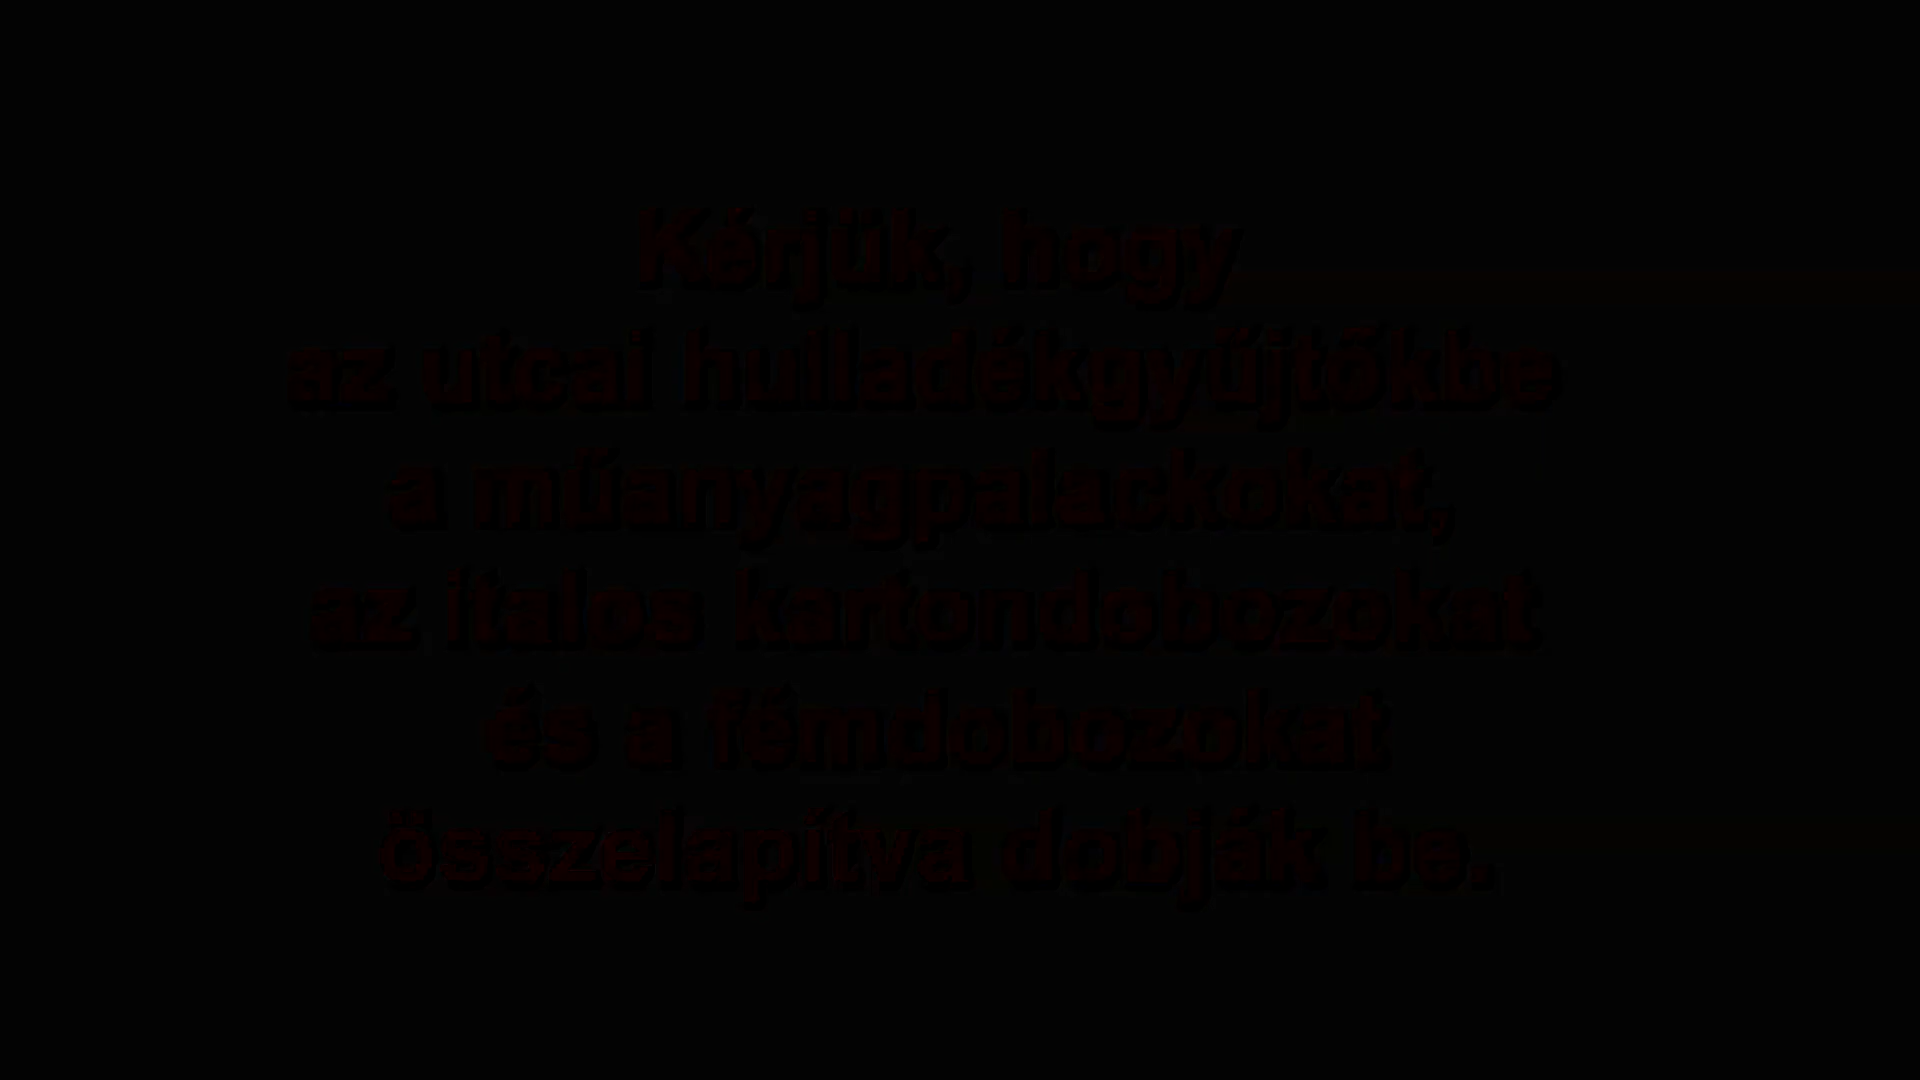 Kérjük, hogy
az utcai hulladékgyűjtőkbe
a műanyagpalackokat,
az italos kartondobozokat
és a fémdobozokat
összelapítva dobják be.